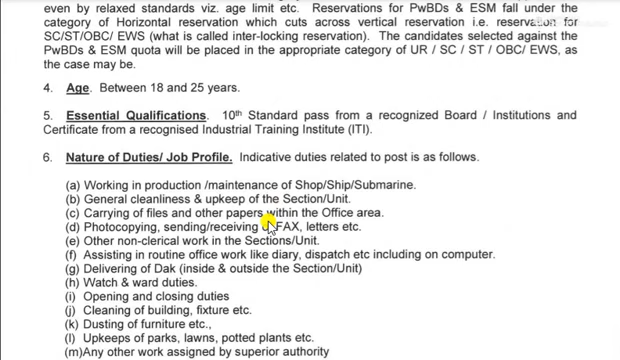 even by relaxed standards viz. age limit etc. Reservations for PwBDs & ESM fall under the
category of Horizontal reservation which cuts across vertical reservation i.e. reservation for
SC/ST/OBC/ EWS (what is called inter-locking reservation). The candidates selected against the
PwBDs & ESM quota will be placed in the appropriate category of UR / SC / ST / OBC/ EWS, as
the case may be.
4. Age. Between 18 and 25 years.
5. Essential Qualifications. 10th Standard pass from a recognized Board / Institutions and
Certificate from a recognised Industrial Training Institute (ITI).
6. Nature of Duties/ Job Profile. Indicative duties related to post is as follows.
(a) Working in production /maintenance of Shop/Ship/Submarine.
(b) General cleanliness & upkeep of the Section/Unit.
(c) Carrying of files and other papers within the Office area.
(d) Photocopying, sending/receiving FAX, letters etc.
(e) Other non-clerical work in the Sections/Unit.
(f) Assisting in routine office work like diary, dispatch etc including on computer.
(g) Delivering of Dak (inside & outside the Section/Unit)
(h) Watch & ward duties.
(i) Opening and closing duties
(j) Cleaning of building, fixture etc.
(k) Dusting of furniture etc.,
(l) Upkeeps of parks, lawns, potted plants etc.
(m)Any other work assigned by superior authority